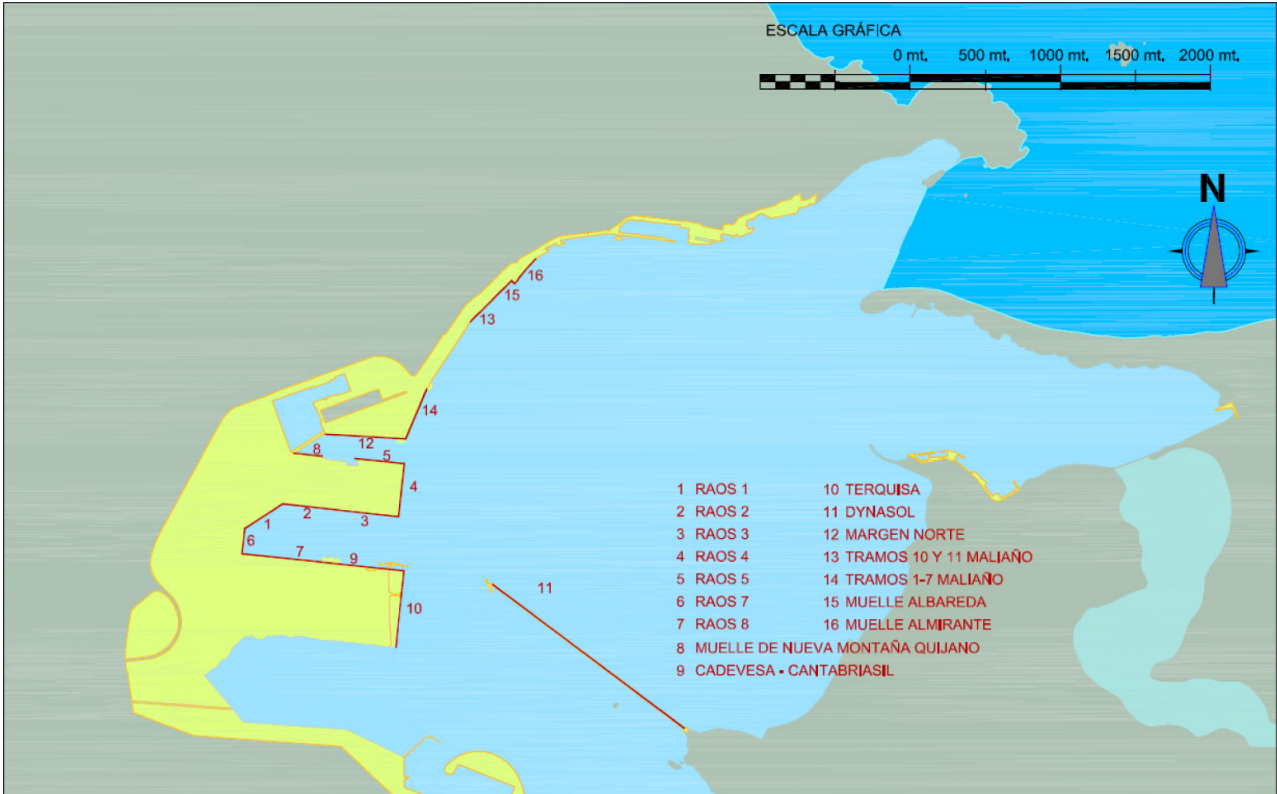 ESCALA GRÁFICA
0 mt. 500 mt. 1000 mt. 1500 mt. 2000 mt.
N
16
15
13
14
12
8
5
4
2
3
1
6
7
9
10
11
1 RAOS 1
2 RAOS 2
3 RAOS 3
4 RAOS 4
5 RAOS 5
6 RAOS 7
7 RAOS 8
8 MUELLE DE NUEVA MONTAÑA QUIJANO
9 CADEVESA - CANTABRIASIL
10 TERQUISA
11 DYNASOL
12 MARGEN NORTE
13 TRAMOS 10 Y 11 MALIAÑO
14 TRAMOS 1-7 MALIAÑO
15 MUELLE ALBAREDA
16 MUELLE ALMIRANTE